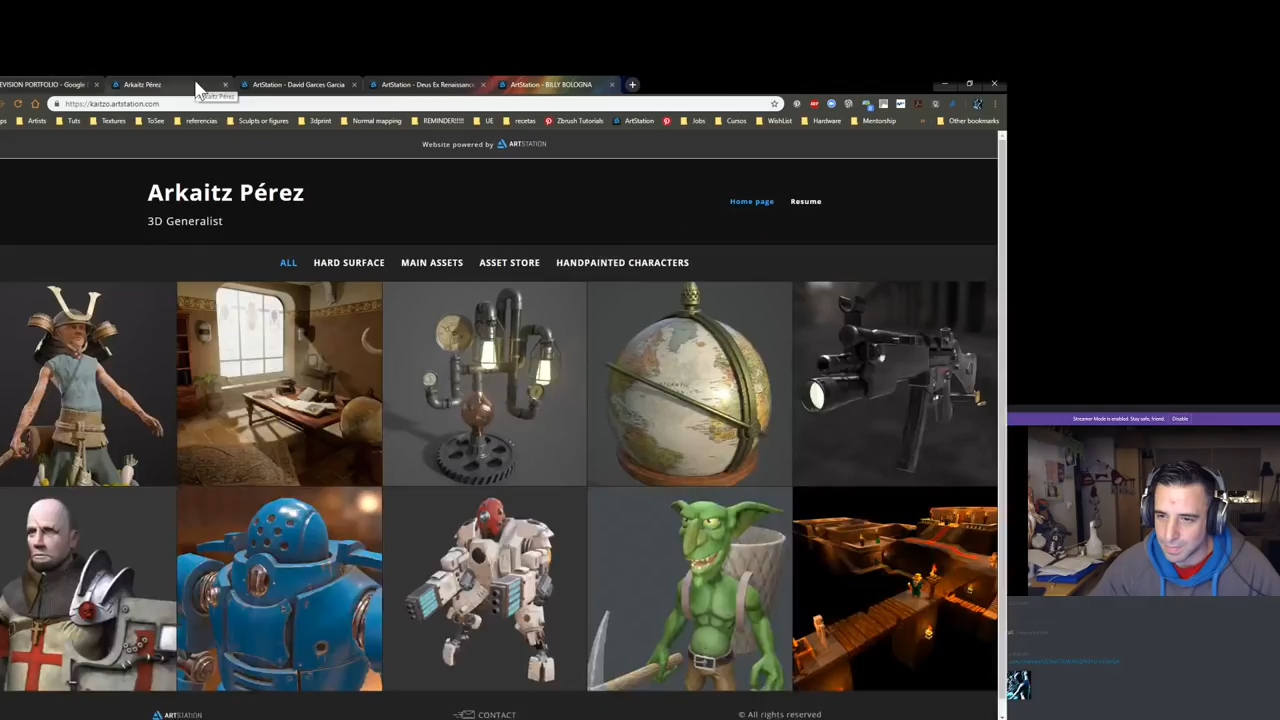 EVISION PORTFOLIO - Google
Arkaitz Pérez
ArtStation - David Garces Garcia
ArtStation - Deus Ex Renaissance
ArtStation - BILLY BOLOGNA
https://kaitzo.artstation.com
Arkaitz Pérez
ps
Artists
Tuts
Textures
ToSee
referencias
Sculpts or figures
3dprint
Normal mapping
REMINDER!!!!!
UE
recetas
Zbrush Tutorials
ArtStation
Jobs
Cursos
WishList
Hardware
Mentorship
Other bookmarks
Website powered by ARTSTATION
Arkaitz Pérez
3D Generalist
Home page
Resume
ALL
HARD SURFACE
MAIN ASSETS
ASSET STORE
HANDPAINTED CHARACTERS
Streamer Mode is enabled. Stay safe, friend.
Disable
ARTSTATION
CONTACT
© All rights reserved